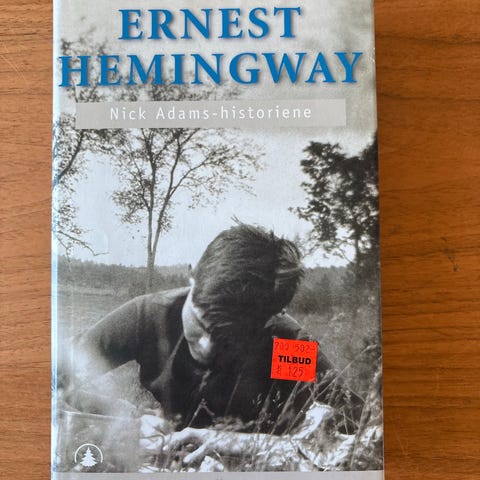 ERNEST
HEMINGWAY
Nick Adams-historiene
TILBUD
125